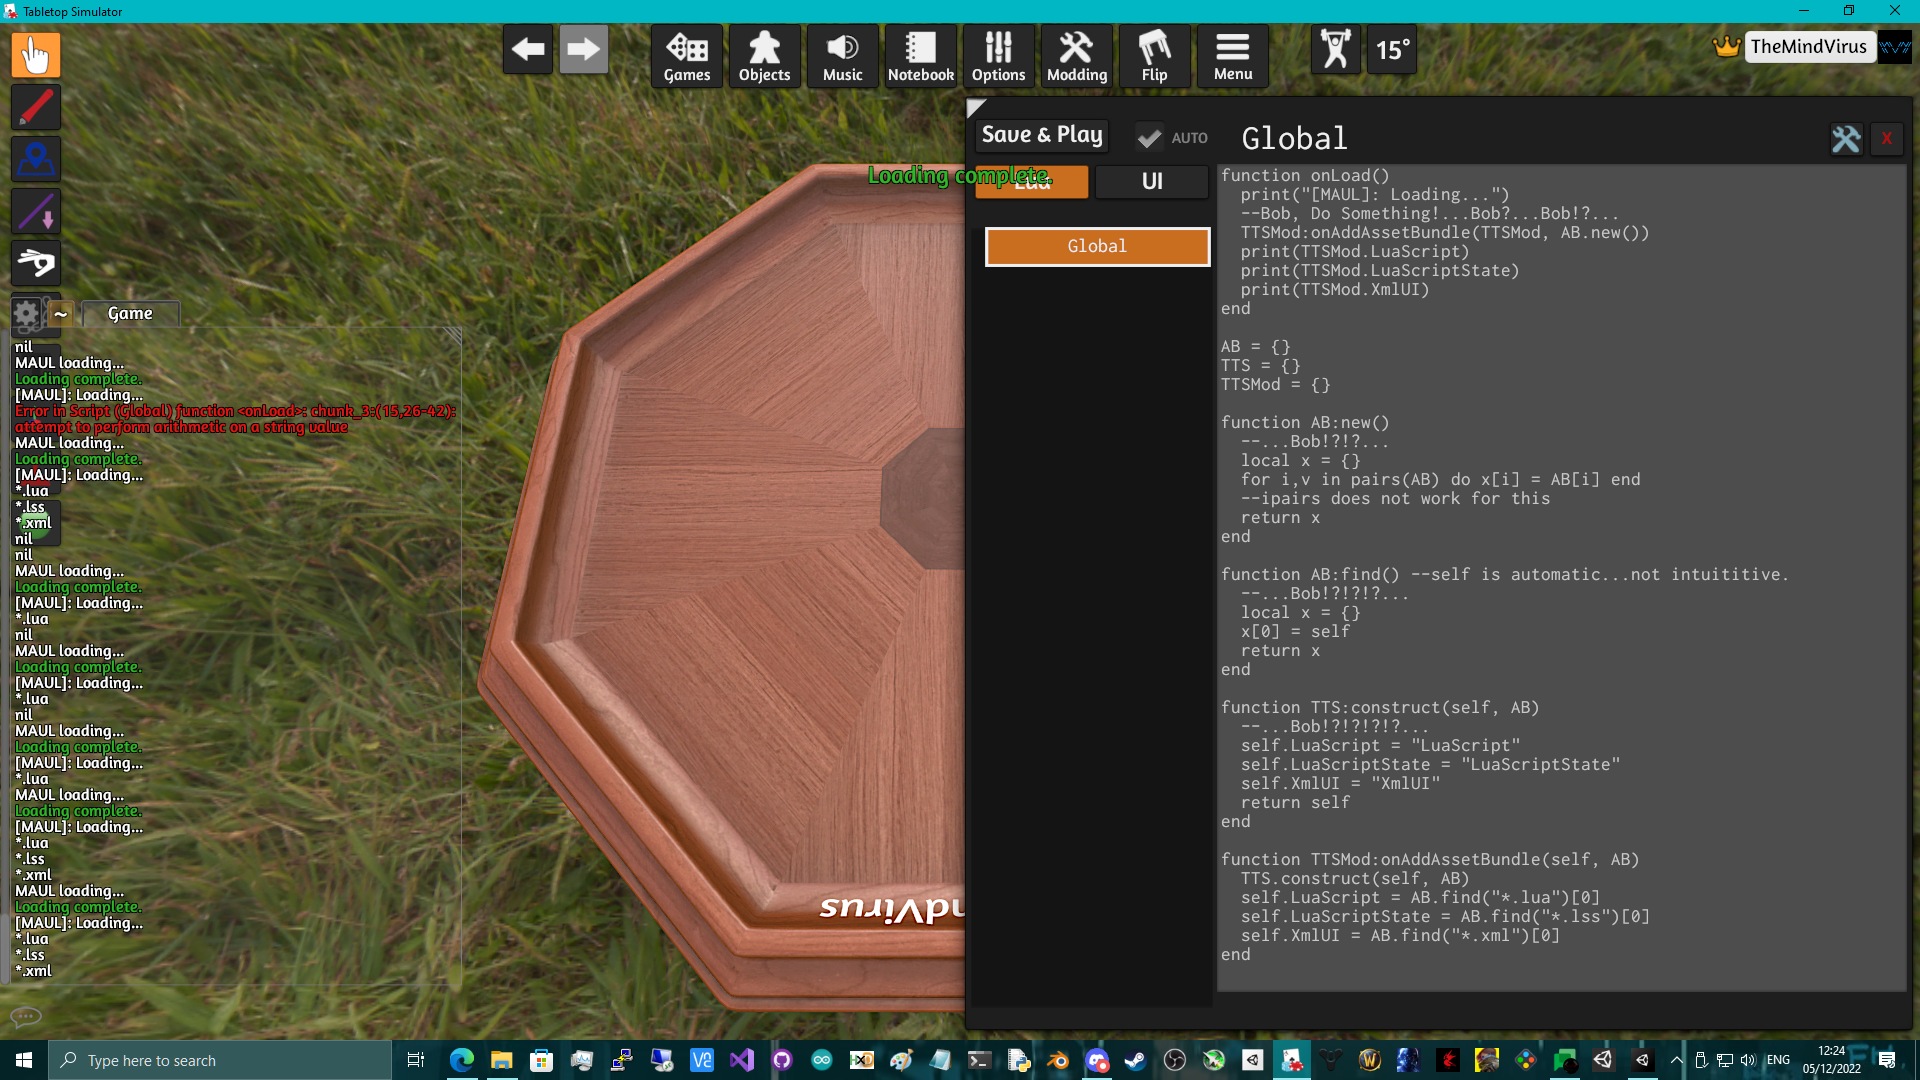 Tabletop Simulator
Games
Objects
Music
Notebook
Options
Modding
Flip
Menu
15°
TheMindVirus
Save & Play
AUTO
Global
X
Loading complete.
UI
Global
function onLoad()
  print("[MAUL]: Loading...")
  --Bob, Do Something!...Bob?...Bob!?...
  TTSMod:onAddAssetBundle(TTSMod, AB.new())
  print(TTSMod.LuaScript)
  print(TTSMod.LuaScriptState)
  print(TTSMod.XmlUI)
end
AB = {}
TTS = {}
TTSMod = {}
function AB:new()
  --...Bob!?!?...
  local x = {}
  for i,v in pairs(AB) do x[i] = AB[i] end
  --ipairs does not work for this
  return x
end
function AB:find() --self is automatic...not intuititive.
  --...Bob!?!?!?...
  local x = {}
  x[0] = self
  return x
end
function TTS:construct(self, AB)
  --...Bob!?!?!?!?...
  self.LuaScript = "LuaScript"
  self.LuaScriptState = "LuaScriptState"
  self.XmlUI = "XmlUI"
  return self
end
function TTSMod:onAddAssetBundle(self, AB)
  TTS.construct(self, AB)
  self.LuaScript = AB.find("*.lua")[0]
  self.LuaScriptState = AB.find("*.lss")[0]
  self.XmlUI = AB.find("*.xml")[0]
end
~
Game
nil
MAUL loading...
Loading complete.
[MAUL]: Loading...
Error in Script (Global) function <onLoad>: chunk_3:(15,26-42):
attempt to perform arithmetic on a string value
MAUL loading...
Loading complete.
[MAUL]: Loading...
*.lua
*.lss
*.xml
nil
nil
MAUL loading...
Loading complete.
[MAUL]: Loading...
*.lua
nil
MAUL loading...
Loading complete.
[MAUL]: Loading...
*.lua
nil
MAUL loading...
Loading complete.
[MAUL]: Loading...
*.lua
MAUL loading...
Loading complete.
[MAUL]: Loading...
*.lua
*.lss
*.xml
MAUL loading...
Loading complete.
[MAUL]: Loading...
*.lua
*.lss
*.xml
ndVirus
Type here to search
ENG
12:24
05/12/2022